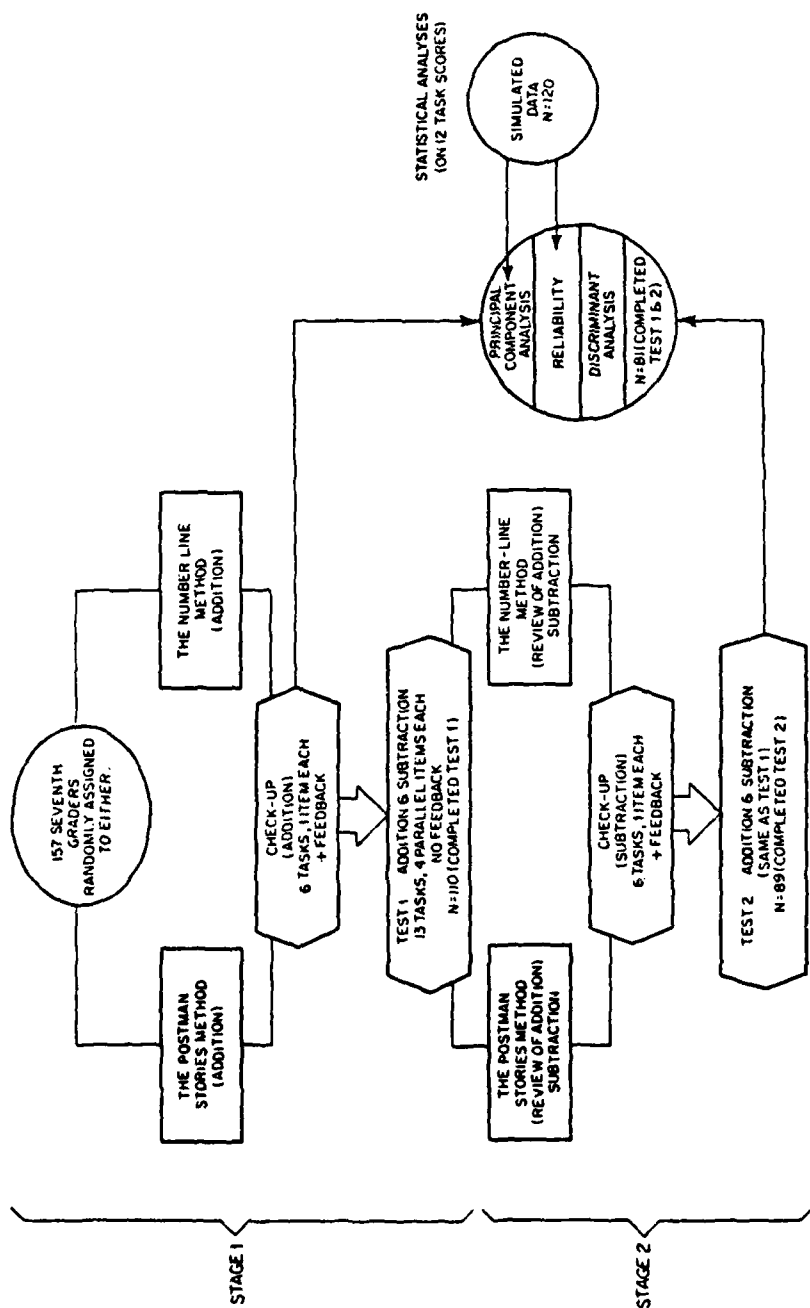 STAGE 1
157 SEVENTH
GRADERS
RANDOMLY ASSIGNED
TO EITHER.
THE POSTMAN
STORIES METHOD
(ADDITION)
THE NUMBER LINE
METHOD
(ADDITION)
CHECK-UP
(ADDITION)
6 TASKS, 1 ITEM EACH
+ FEEDBACK
TEST 1 ADDITION 6 SUBTRACTION
13 TASKS, 4 PARALLEL ITEMS EACH
NO FEEDBACK
N=110 (COMPLETED TEST 1)
STAGE 2
THE POSTMAN
STORIES METHOD
(REVIEW OF ADDITION)
SUBTRACTION
THE NUMBER-LINE
METHOD
(REVIEW OF ADDITION)
SUBTRACTION
CHECK-UP
(SUBTRACTION)
6 TASKS, 1 ITEM EACH
+ FEEDBACK
TEST 2 ADDITION 6 SUBTRACTION
(SAME AS TEST 1)
N=89 (COMPLETED TEST 2)
STATISTICAL ANALYSES
(ON 12 TASK SCORES)
PRINCIPAL
COMPONENT
ANALYSIS
RELIABILITY
DISCRIMINANT
ANALYSIS
N=81 (COMPLETED
TEST 1 & 2)
SIMULATED
DATA
N=120